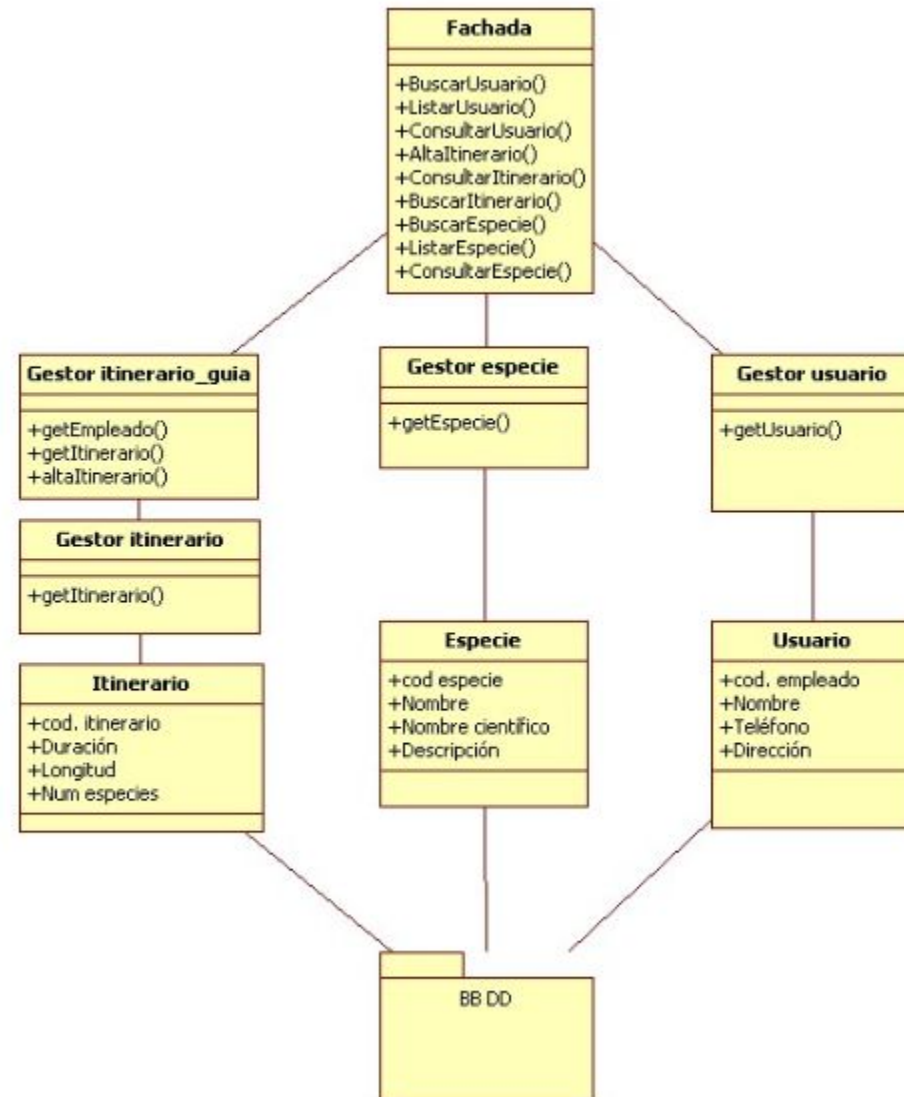 Fachada
+BuscarUsuario()
+ListarUsuario()
+ConsultarUsuario()
+AltaItinerario()
+ConsultarItinerario()
+BuscarItinerario()
+BuscarEspecie()
+ListarEspecie()
+ConsultarEspecie()
Gestor itinerario_guia
+getEmpleado()
+getItinerario()
+altaItinerario()
Gestor especie
+getEspecie()
Gestor usuario
+getUsuario()
Gestor itinerario
+getItinerario()
Itinerario
+cod. itinerario
+Duración
+Longitud
+Num especies
Especie
+cod especie
+Nombre
+Nombre científico
+Descripción
Usuario
+cod. empleado
+Nombre
+Teléfono
+Dirección
BB DD